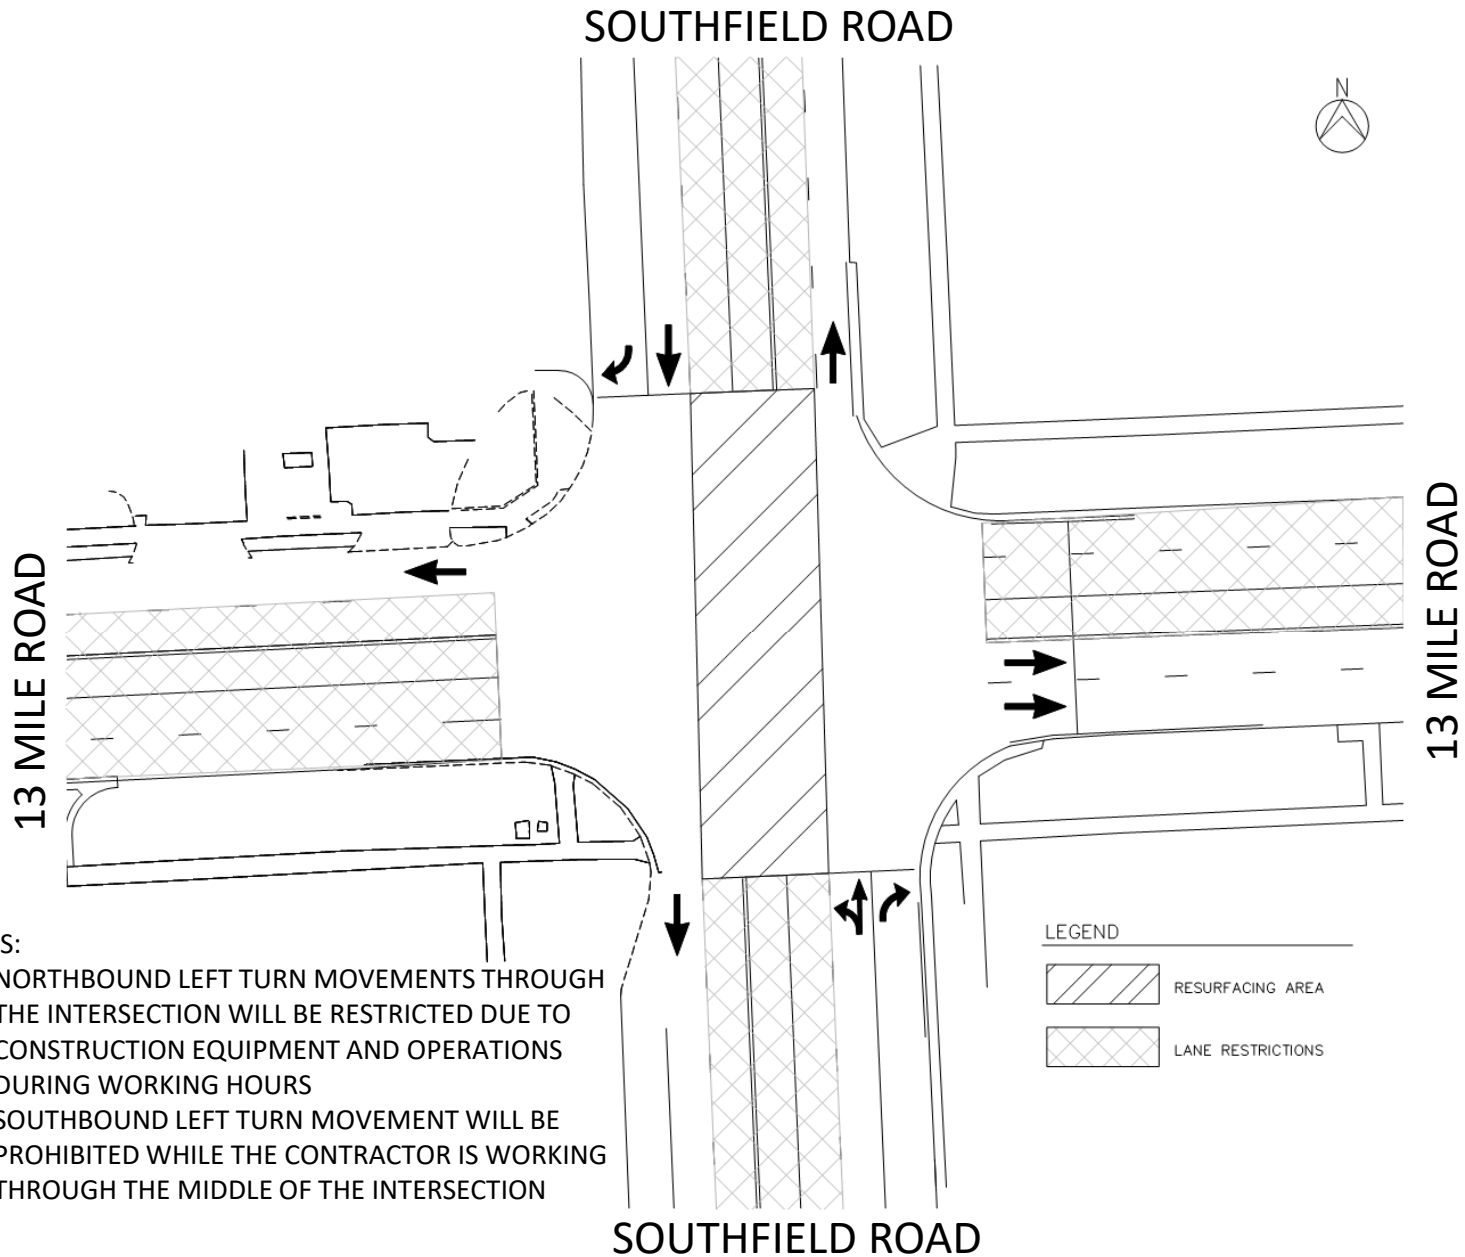 SOUTHFIELD ROAD
N
13 MILE ROAD
13 MILE ROAD
S:
NORTHBOUND LEFT TURN MOVEMENTS THROUGH
THE INTERSECTION WILL BE RESTRICTED DUE TO
CONSTRUCTION EQUIPMENT AND OPERATIONS
DURING WORKING HOURS
SOUTHBOUND LEFT TURN MOVEMENT WILL BE
PROHIBITED WHILE THE CONTRACTOR IS WORKING
THROUGH THE MIDDLE OF THE INTERSECTION
LEGEND
RESURFACING AREA
LANE RESTRICTIONS
SOUTHFIELD ROAD